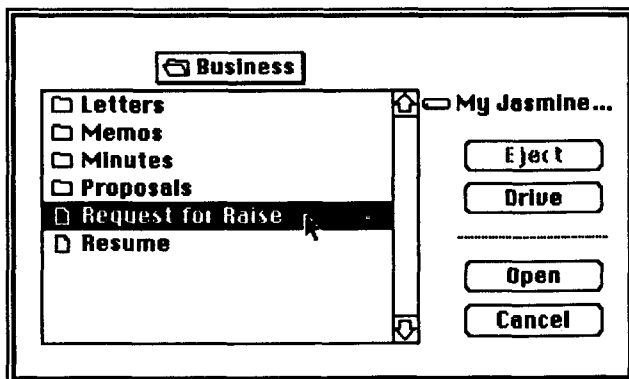 Business
Letters
Memos
Minutes
Proposals
Request for Raise
Resume
My Jasmine...
Eject
Drive
Open
Cancel